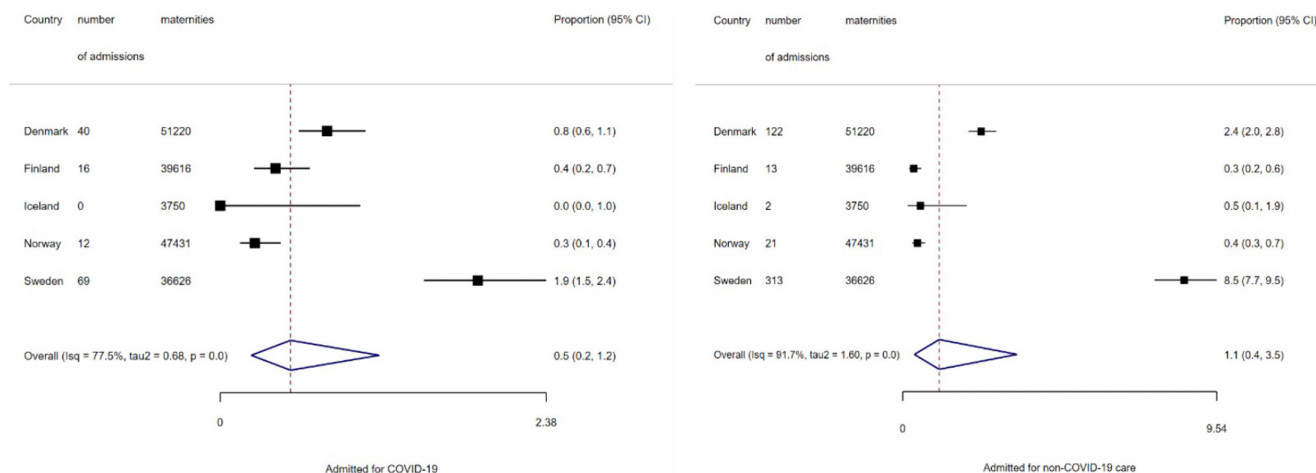 Country number maternities Proportion (95% CI)
of admissions
Denmark 40 51220 0.8 (0.6, 1.1)
Finland 16 39616 0.4 (0.2, 0.7)
Iceland 0 3750 0.0 (0.0, 1.0)
Norway 12 47431 0.3 (0.1, 0.4)
Sweden 69 36626 1.9 (1.5, 2.4)
Overall (Isq = 77.5%, tau2 = 0.68, p = 0.0) 0.5 (0.2, 1.2)
0 2.38
Admitted for COVID-19
Country number maternities Proportion (95% CI)
of admissions
Denmark 122 51220 2.4 (2.0, 2.8)
Finland 13 39616 0.3 (0.2, 0.6)
Iceland 2 3750 0.5 (0.1, 1.9)
Norway 21 47431 0.4 (0.3, 0.7)
Sweden 313 36626 8.5 (7.7, 9.5)
Overall (Isq = 91.7%, tau2 = 1.60, p = 0.0) 1.1 (0.4, 3.5)
0 9.54
Admitted for non-COVID-19 care